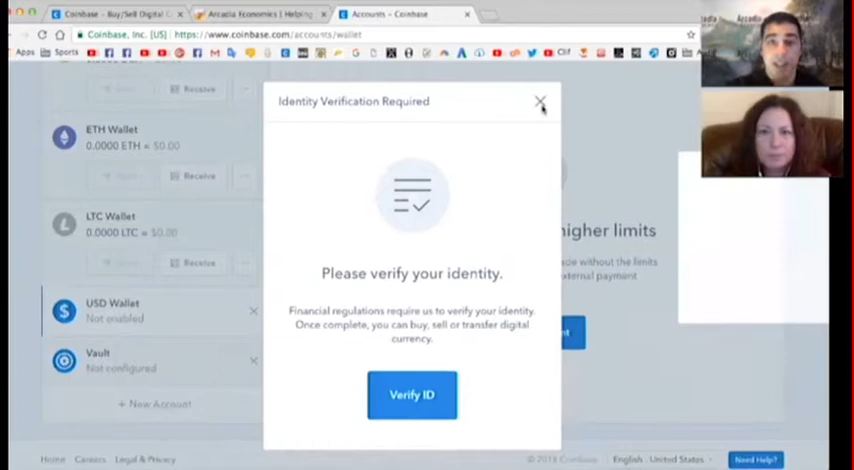 Coinbase - Buy/Sell Digital C
Arcadia Economics | Helping
Accounts - Coinbase
Coinbase, Inc. [US] https://www.coinbase.com/accounts/wallet
Apps Sports
Clif
Receive
ETH Wallet
0.0000 ETH = $0.00
Receive
LTC Wallet
0.0000 LTC = $0.00
Receive
USD Wallet
Not enabled
Vault
Not configured
+ New Account
Identity Verification Required
Please verify your identity.
Financial regulations require us to verify your identity.
Once complete, you can buy, sell or transfer digital
currency.
Verify ID
higher limits
without the limits
external payment
Home Careers Legal & Privacy
© 2018 Coinbase English - United States
Need Help?